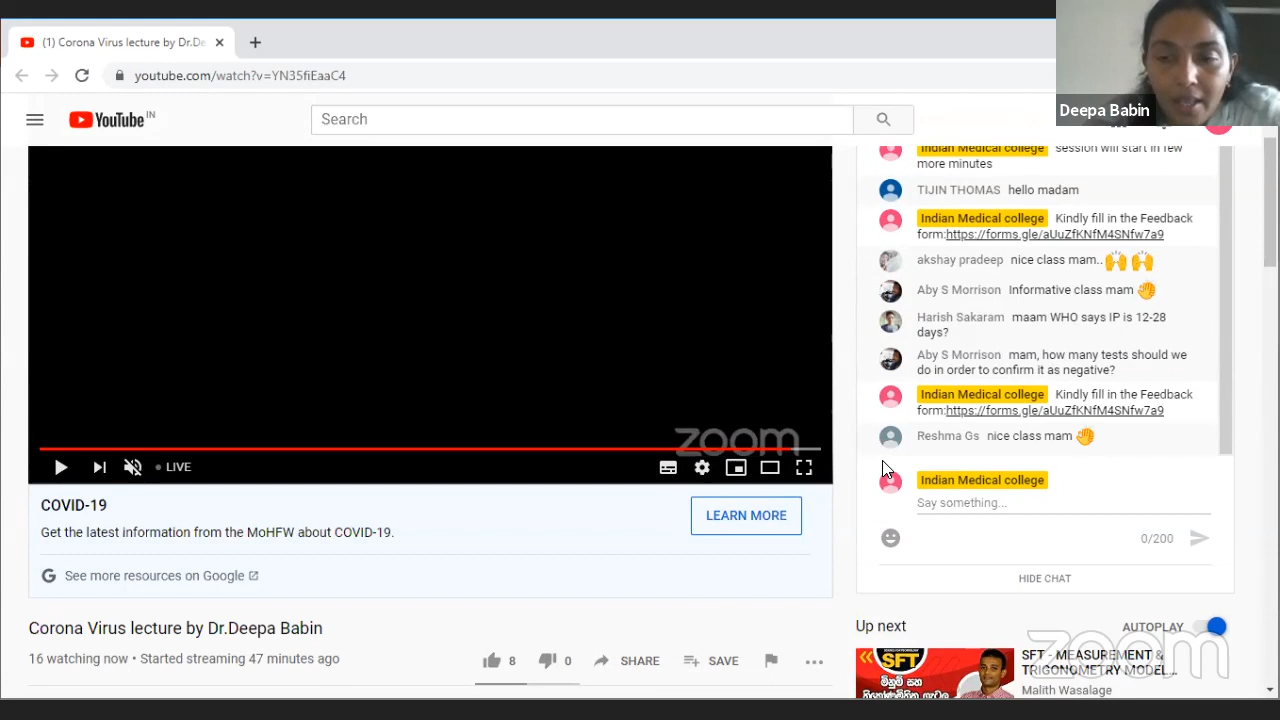 (1) Corona Virus lecture by Dr.De
youtube.com/watch?v=YN35fiEaaC4
Deepa Babin
YouTube IN
Search
Indian Medical college session will start in few
more minutes
TIJIN THOMAS hello madam
Indian Medical college Kindly fill in the Feedback
form:https://forms.gle/aUuZfKNfM4SNfw7a9
akshay pradeep nice class mam.. 🙌 🙌
Aby S Morrison Informative class mam 👏
Harish Sakaram maam WHO says IP is 12-28
days?
Aby S Morrison mam, how many tests should we
do in order to confirm it as negative?
Indian Medical college Kindly fill in the Feedback
form:https://forms.gle/aUuZfKNfM4SNfw7a9
Reshma Gs nice class mam 👏
Indian Medical college
Say something...
0/200
HIDE CHAT
zoom
LIVE
COVID-19
Get the latest information from the MoHFW about COVID-19.
LEARN MORE
G See more resources on Google
Corona Virus lecture by Dr.Deepa Babin
16 watching now • Started streaming 47 minutes ago
8 0 SHARE SAVE
Up next
AUTOPLAY
zoom
SFT
SFT - MEASUREMENT &
TRIGONOMETRY MODEL...
Malith Wasalage
මිනුම් සහ